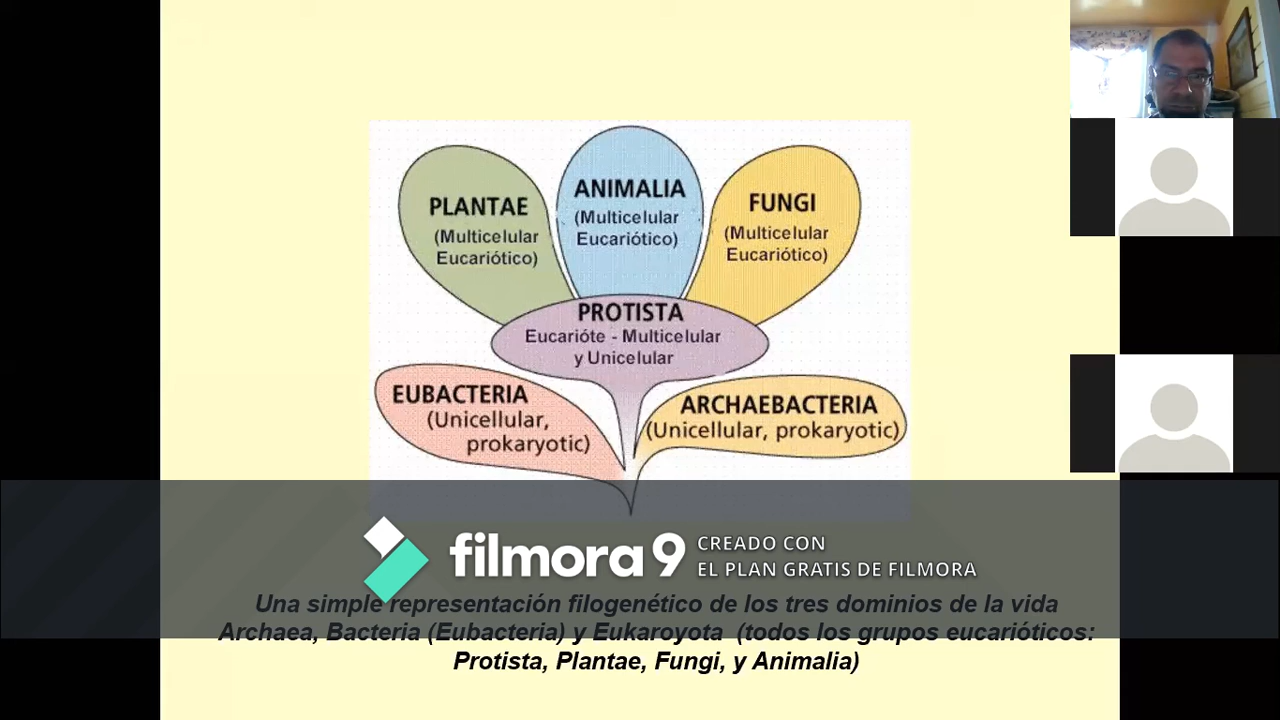 ANIMALIA
(Multicelular
Eucariótico)
PLANTAE
(Multicelular
Eucariótico)
FUNGI
(Multicelular
Eucariótico)
PROTISTA
Eucarióte - Multicelular
y Unicelular
EUBACTERIA
(Unicellular,
prokaryotic)
ARCHAEBACTERIA
(Unicellular, prokaryotic)
filmora9
CREADO CON
EL PLAN GRATIS DE FILMORA
Una simple representación filogenético de los tres dominios de la vida
Archaea, Bacteria (Eubacteria) y Eukaroyota (todos los grupos eucarióticos:
Protista, Plantae, Fungi, y Animalia)